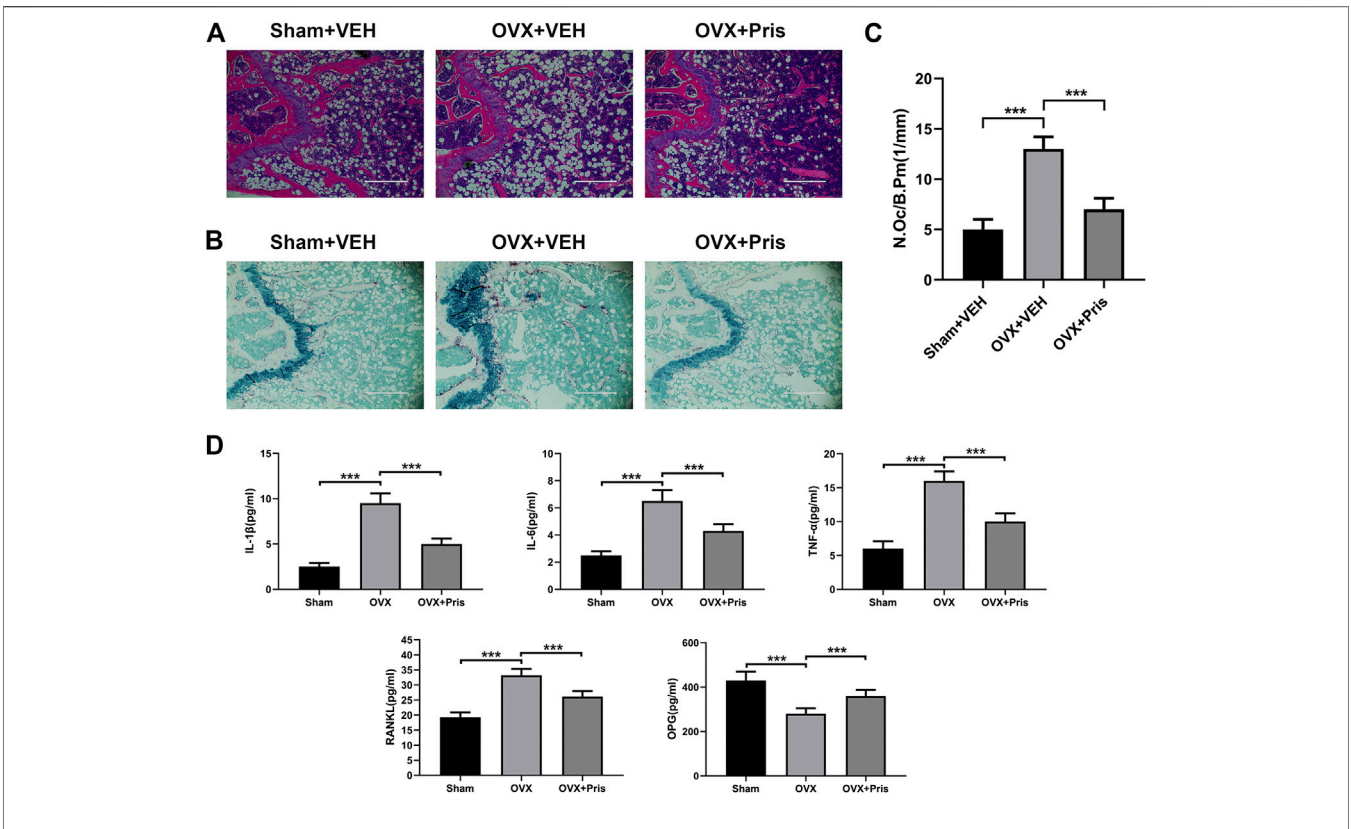 A
Sham+VEH
OVX+VEH
OVX+Pris
B
Sham+VEH
OVX+VEH
OVX+Pris
C
N.Oc/B.Pm(1/mm)
20
15
10
5
0
***
***
Sham+VEH
OVX+VEH
OVX+Pris
D
IL-1β(pg/ml)
15
10
5
0
***
***
Sham
OVX
OVX+Pris
IL-6(pg/ml)
10
8
6
4
2
0
***
***
Sham
OVX
OVX+Pris
TNF-α(pg/ml)
20
15
10
5
0
***
***
Sham
OVX
OVX+Pris
RANKL(pg/ml)
45
40
35
30
25
20
15
10
5
0
***
***
Sham
OVX
OVX+Pris
OPG(pg/ml)
600
400
200
0
***
***
Sham
OVX
OVX+Pris